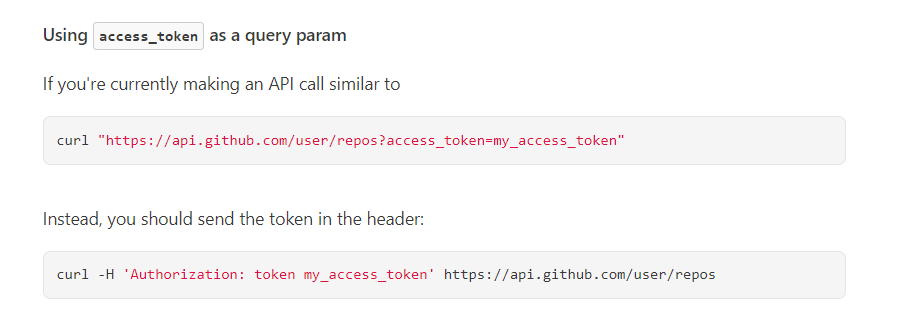 Using access_token as a query param
If you're currently making an API call similar to
curl "https://api.github.com/user/repos?access_token=my_access_token"
Instead, you should send the token in the header:
curl -H 'Authorization: token my_access_token' https://api.github.com/user/repos